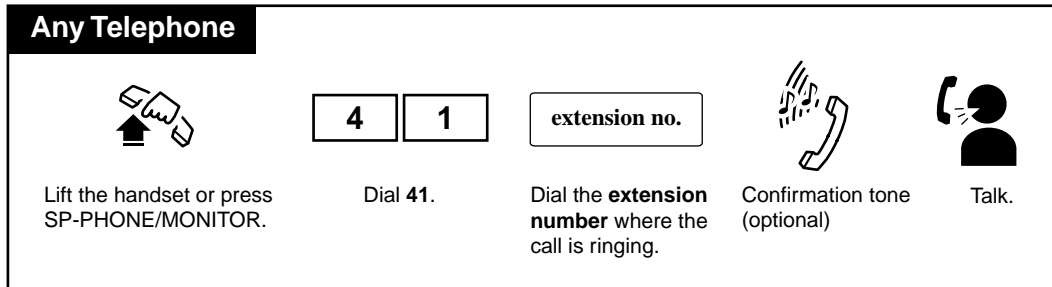 Any Telephone
4 1
extension no.
Lift the handset or press
SP-PHONE/MONITOR.
Dial 41.
Dial the extension
number where the
call is ringing.
Confirmation tone
(optional)
Talk.